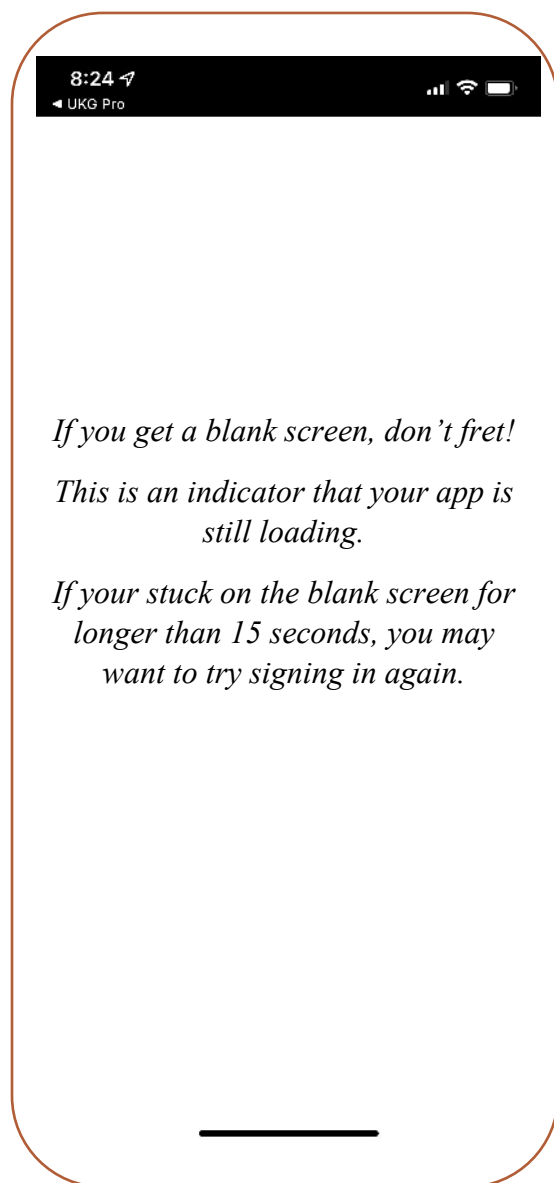 8:24
◀ UKG Pro
If you get a blank screen, don’t fret!
This is an indicator that your app is
still loading.
If your stuck on the blank screen for
longer than 15 seconds, you may
want to try signing in again.